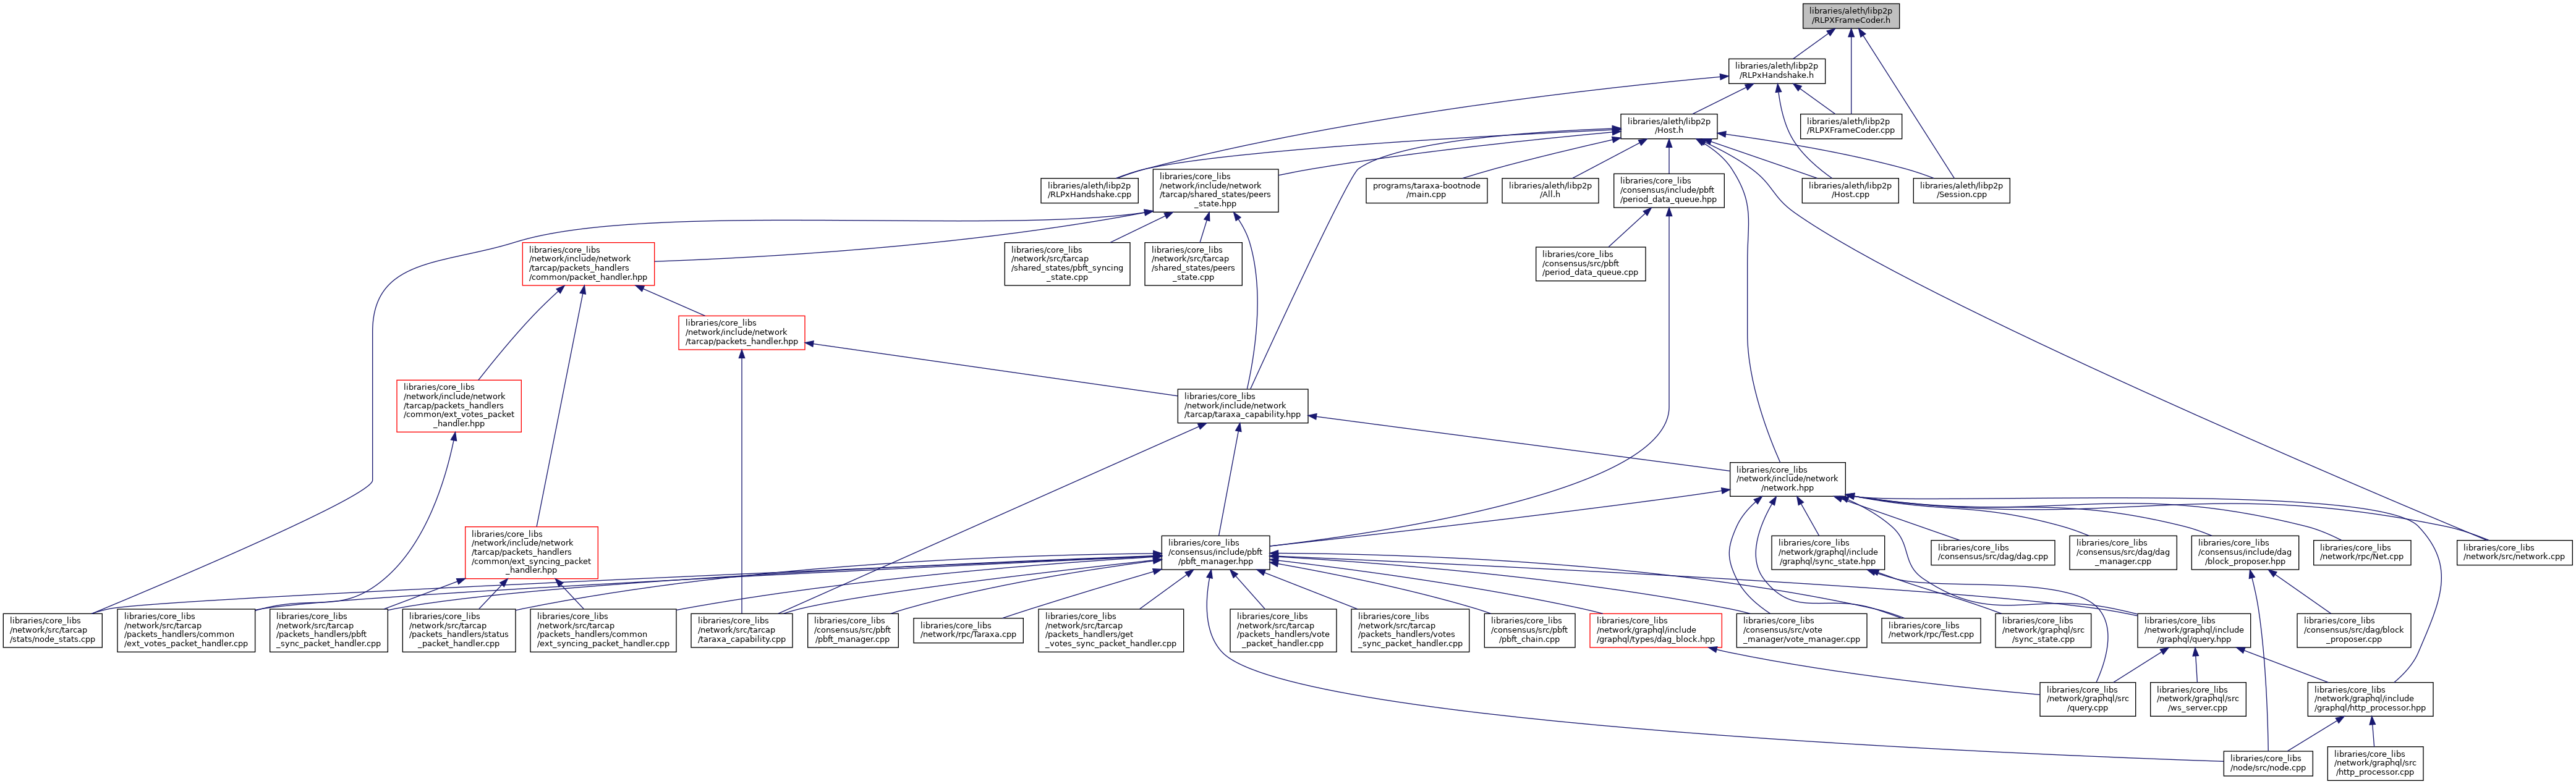 libraries/aleth/libp2p
/RLPXFrameCoder.h
libraries/aleth/libp2p
/RLPxHandshake.h
libraries/aleth/libp2p
/Host.h
libraries/aleth/libp2p
/RLPXFrameCoder.cpp
libraries/aleth/libp2p
/RLPxHandshake.cpp
libraries/core_libs
/network/include/network
/tarcap/shared_states/peers
_state.hpp
programs/taraxa-bootnode
/main.cpp
libraries/aleth/libp2p
/All.h
libraries/core_libs
/consensus/include/pbft
/period_data_queue.hpp
libraries/aleth/libp2p
/Host.cpp
libraries/aleth/libp2p
/Session.cpp
libraries/core_libs
/network/include/network
/tarcap/packets_handlers
/common/packet_handler.hpp
libraries/core_libs
/network/src/tarcap
/shared_states/pbft_syncing
_state.cpp
libraries/core_libs
/network/src/tarcap
/shared_states/peers
_state.cpp
libraries/core_libs
/consensus/src/pbft
/period_data_queue.cpp
libraries/core_libs
/network/include/network
/tarcap/packets_handler.hpp
libraries/core_libs
/network/include/network
/tarcap/packets_handlers
/common/ext_votes_packet
_handler.hpp
libraries/core_libs
/network/include/network
/tarcap/taraxa_capability.hpp
libraries/core_libs
/network/include/network
/network.hpp
libraries/core_libs
/network/include/network
/tarcap/packets_handlers
/common/ext_syncing_packet
_handler.hpp
libraries/core_libs
/consensus/include/pbft
/pbft_manager.hpp
libraries/core_libs
/network/graphql/include
/graphql/sync_state.hpp
libraries/core_libs
/consensus/src/dag/dag.cpp
libraries/core_libs
/consensus/src/dag/dag
_manager.cpp
libraries/core_libs
/consensus/include/dag
/block_proposer.hpp
libraries/core_libs
/network/rpc/Net.cpp
libraries/core_libs
/network/src/network.cpp
libraries/core_libs
/network/src/tarcap
/stats/node_stats.cpp
libraries/core_libs
/network/src/tarcap
/packets_handlers/common
/ext_votes_packet_handler.cpp
libraries/core_libs
/network/src/tarcap
/packets_handlers/pbft
_sync_packet_handler.cpp
libraries/core_libs
/network/src/tarcap
/packets_handlers/status
_packet_handler.cpp
libraries/core_libs
/network/src/tarcap
/packets_handlers/common
/ext_syncing_packet_handler.cpp
libraries/core_libs
/network/src/tarcap
/taraxa_capability.cpp
libraries/core_libs
/consensus/src/pbft
/pbft_manager.cpp
libraries/core_libs
/network/rpc/Taraxa.cpp
libraries/core_libs
/network/src/tarcap
/packets_handlers/get
_votes_sync_packet_handler.cpp
libraries/core_libs
/network/src/tarcap
/packets_handlers/vote
_packet_handler.cpp
libraries/core_libs
/network/src/tarcap
/packets_handlers/votes
_sync_packet_handler.cpp
libraries/core_libs
/consensus/src/pbft
/pbft_chain.cpp
libraries/core_libs
/network/graphql/include
/graphql/types/dag_block.hpp
libraries/core_libs
/consensus/src/vote
_manager/vote_manager.cpp
libraries/core_libs
/network/rpc/Test.cpp
libraries/core_libs
/network/graphql/src
/sync_state.cpp
libraries/core_libs
/network/graphql/include
/graphql/query.hpp
libraries/core_libs
/consensus/src/dag/block
_proposer.cpp
libraries/core_libs
/network/graphql/src
/query.cpp
libraries/core_libs
/network/graphql/src
/ws_server.cpp
libraries/core_libs
/network/graphql/include
/graphql/http_processor.hpp
libraries/core_libs
/node/src/node.cpp
libraries/core_libs
/network/graphql/src
/http_processor.cpp